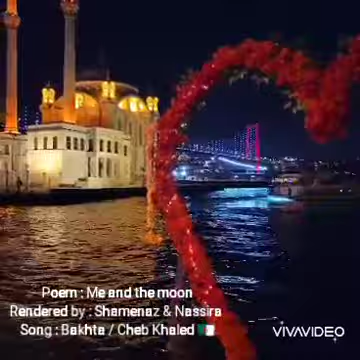 Poem : Me and the moon
Rendered by : Shamenaz & Nassira
Song : Bakhta / Cheb Khaled 🇩🇿
VIVAVIDEO